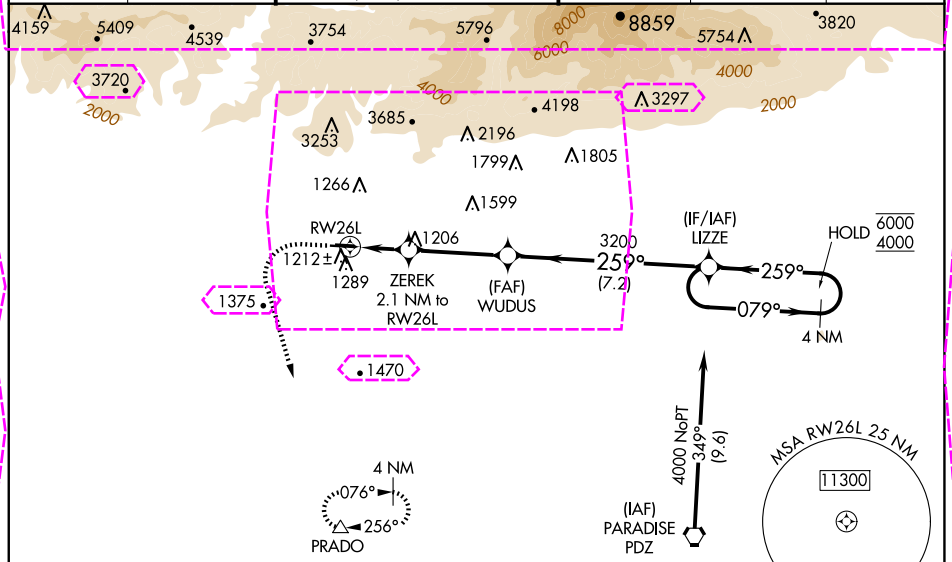 4159
5409
4539
3754
5796
8000
8859
5754
3820
6000
3720
2000
4000
4000
3297
2000
4198
3685
3253
2196
1799
1805
1266
1599
RW26L
1206
(IF/IAF)
LIZZE
HOLD
6000
4000
3200
259°
(7.2)
259°
1212±
1289
ZEREK
2.1 NM to
RW26L
(FAF)
WUDUS
079°
4 NM
1375
1470
4000 NoPT
349°
(9.6)
MSA RW26L 25 NM
11300
4 NM
076°
256°
PRADO
(IAF)
PARADISE
PDZ